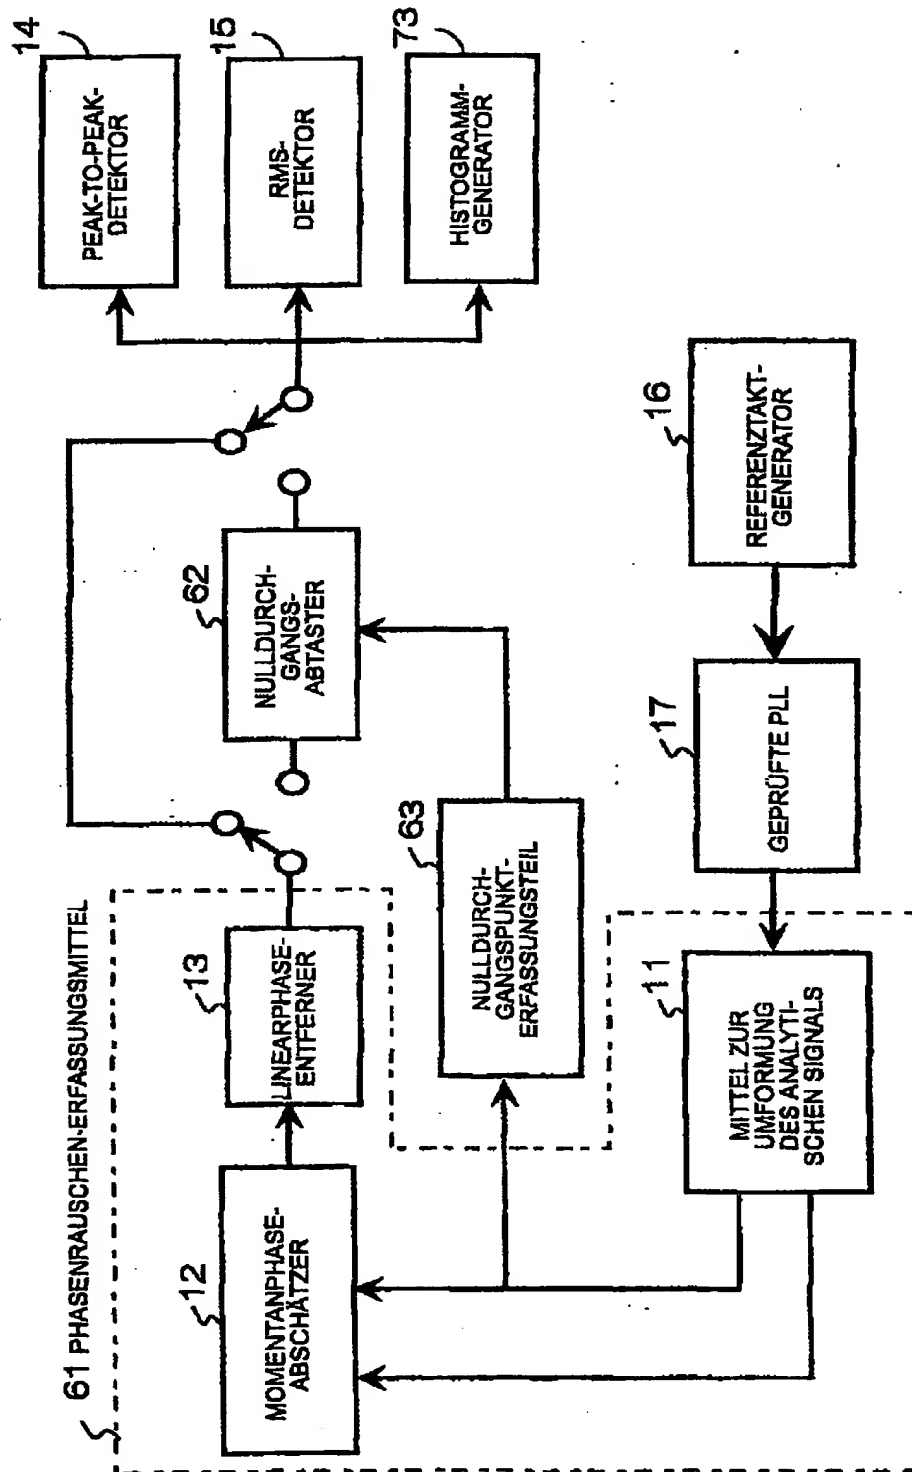 61 PHASENRAUSCHEN-ERFASSUNGSMITTEL
12
MOMENTANPHASE-
ABSCHÄTZER
13
LINEARPHASE-
ENTFERNER
62
NULLDURCH-
GANGS-
ABTASTER
14
PEAK-TO-PEAK-
DETEKTOR
15
RMS-
DETEKTOR
73
HISTOGRAMM-
GENERATOR
63
NULLDURCH-
GANGSPUNKT-
ERFASSUNGSTEIL
11
MITTEL ZUR
UMFORMUNG
DES ANALYTI-
SCHEN SIGNALS
17
GEPRÜFTE PLL
16
REFERENZTAKT-
GENERATOR